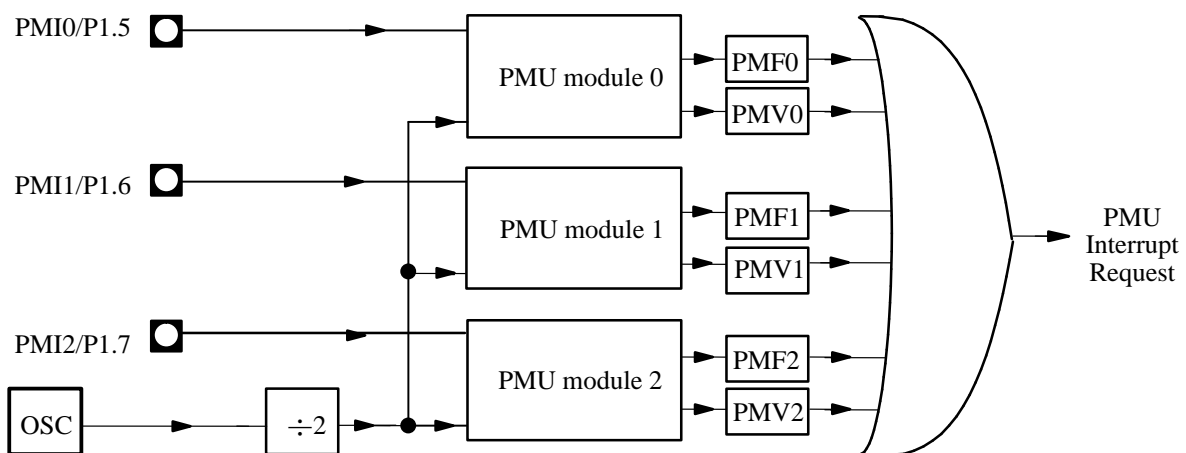 PMI0/P1.5
PMU module 0
PMF0
PMV0
PMI1/P1.6
PMU module 1
PMF1
PMV1
PMU
Interrupt
Request
PMI2/P1.7
PMU module 2
PMF2
PMV2
OSC
÷2